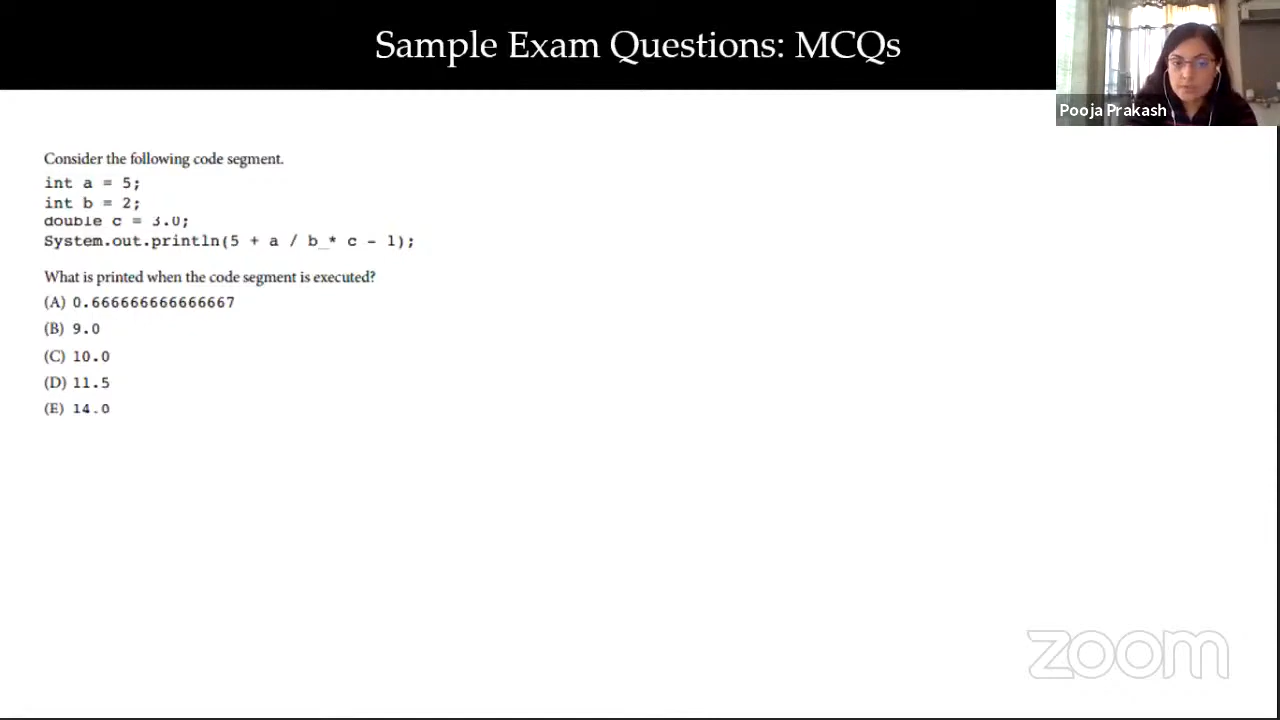 Sample Exam Questions: MCQs
Pooja Prakash
Consider the following code segment.
int a = 5;
int b = 2;
double c = 3.0;
System.out.println(5 + a / b_* c - 1);
What is printed when the code segment is executed?
(A) 0.666666666666667
(B) 9.0
(C) 10.0
(D) 11.5
(E) 14.0
zoom